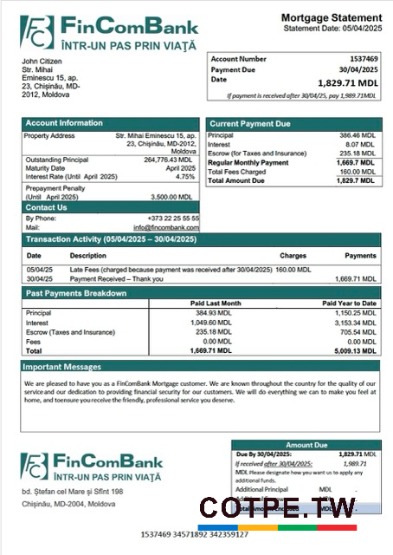 FinComBank
ÎNTR-UN PAS PRIN VIAȚĂ
Mortgage Statement
Statement Date: 05/04/2025
John Citizen
Str. Mihai
Eminescu 15, ap.
23, Chișinău, MD-
2012, Moldova
Account Number 1537469
Payment Due 30/04/2025
Date 1,829.71 MDL
If payment is received after 30/04/25, pay 1,989.71MDL
Account Information
Property Address Str. Mihai Eminescu 15, ap.
23, Chișinău, MD-2012,
Moldova
Outstanding Principal 264,776.43 MDL
Maturity Date April 2025
Interest Rate (Until April 2025) 4.75%
Prepayment Penalty
(Until April 2025) 3,500.00 MDL
Contact Us
By Phone: +373 22 25 55 55
Mail: info@fincombank.com
Current Payment Due
Principal 386.46 MDL
Interest 8.07 MDL
Escrow (for Taxes and Insurance) 235.18 MDL
Regular Monthly Payment 1,669.7 MDL
Total Fees Charged 160.00 MDL
Total Amount Due 1,829.7 MDL
Transaction Activity (05/04/2025 – 30/04/2025)
Date Description Charges Payments
05/04/25 Late Fees (charged because payment was received after 30/04/2025) 160.00 MDL
30/04/25 Payment Received – Thank you 1,669.71 MDL
Past Payments Breakdown
Paid Last Month Paid Year to Date
Principal 384.93 MDL 1,150.25 MDL
Interest 1,049.60 MDL 3,153.34 MDL
Escrow (Taxes and Insurance) 235.18 MDL 705.54 MDL
Fees 0.00 MDL 0.00 MDL
Total 1,669.71 MDL 5,009.13 MDL
Important Messages
We are pleased to have you as a FinComBank Mortgage customer. We are known throughout the country for the quality of our
service and our dedication to providing financial security for our customers. We will do everything we can to make you feel at
home, and to ensure you receive the friendly, professional service you deserve.
FinComBank
ÎNTR-UN PAS PRIN VIAȚĂ
bd. Ștefan cel Mare și Sfînt 198
Chișinău, MD-2004, Moldova
Amount Due
Due By 30/04/2025: 1,829.71 MDL
If received after 30/04/2025: 1,989.71
MDL Please designate how you want us to apply any
additional funds.
Additional Principal MDL
COTPE.TW
1537469 34571892 342359127